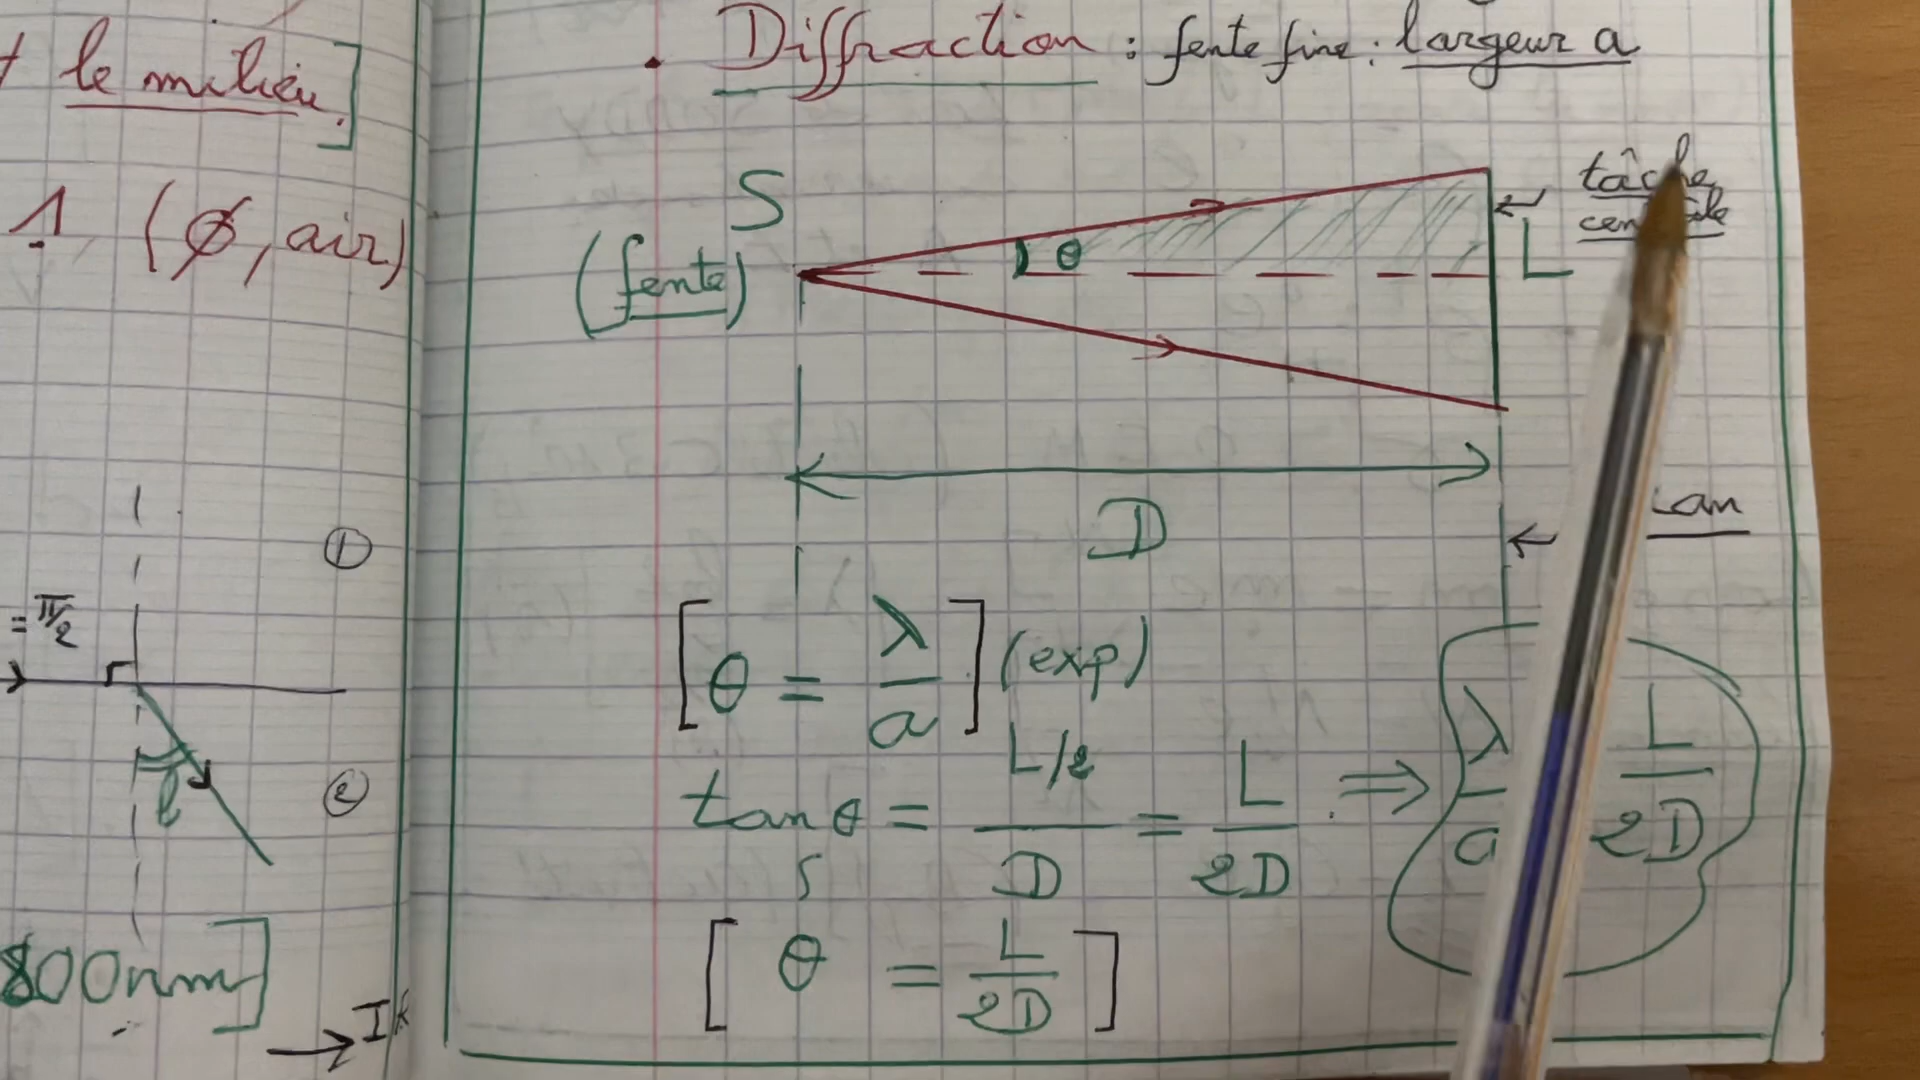 t le milieu.]
1 (∅, air)
①
= π/2
②
800nm]
→ I
• Diffraction : fente fine : largeur a
S
(fente)
θ
tâche
centrale
L
D
[θ = λ/a] (exp)
tan θ = (L/2)/D = L/2D ⇒ λ/a L/2D
[θ = L/2D]